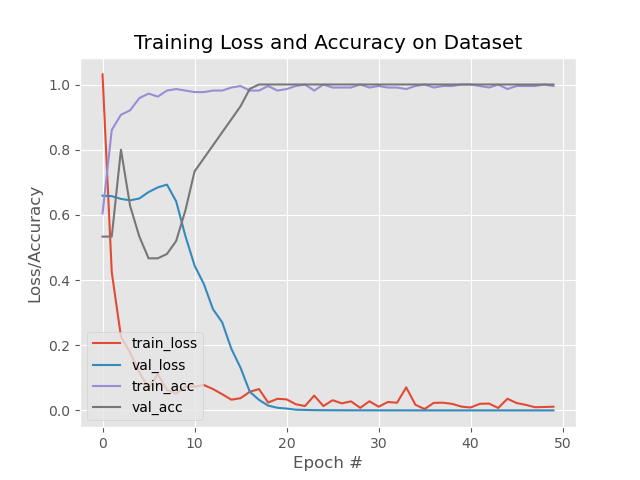 Training Loss and Accuracy on Dataset
Loss/Accuracy
1.0
0.8
0.6
0.4
0.2
0.0
train_loss
val_loss
train_acc
val_acc
0 10 20 30 40 50
Epoch #